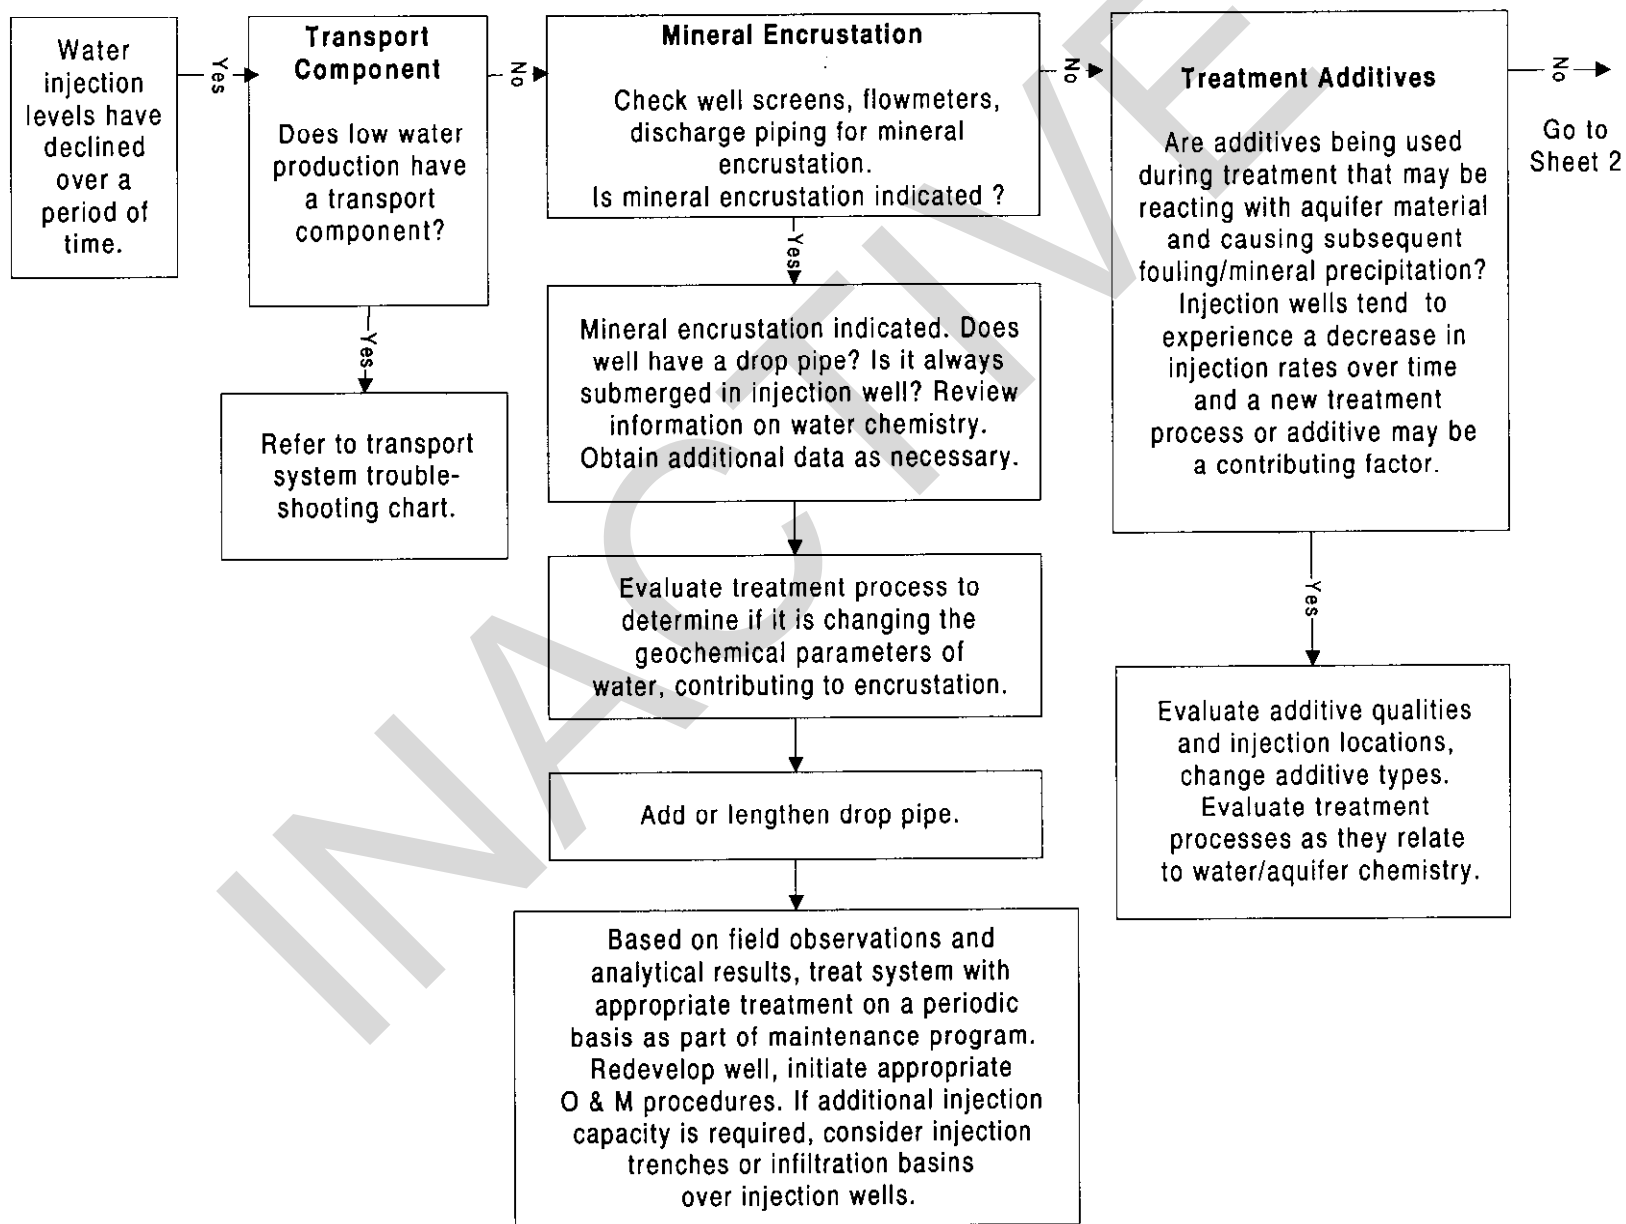 Water
injection
levels have
declined
over a
period of
time.
Yes
Transport
Component
Does low water
production have
a transport
component?
No
Yes
Refer to transport
system trouble-
shooting chart.
Mineral Encrustation
Check well screens, flowmeters,
discharge piping for mineral
encrustation.
Is mineral encrustation indicated ?
No
Yes
Mineral encrustation indicated. Does
well have a drop pipe? Is it always
submerged in injection well? Review
information on water chemistry.
Obtain additional data as necessary.
Evaluate treatment process to
determine if it is changing the
geochemical parameters of
water, contributing to encrustation.
Add or lengthen drop pipe.
Based on field observations and
analytical results, treat system with
appropriate treatment on a periodic
basis as part of maintenance program.
Redevelop well, initiate appropriate
O & M procedures. If additional injection
capacity is required, consider injection
trenches or infiltration basins
over injection wells.
Treatment Additives
Are additives being used
during treatment that may be
reacting with aquifer material
and causing subsequent
fouling/mineral precipitation?
Injection wells tend to
experience a decrease in
injection rates over time
and a new treatment
process or additive may be
a contributing factor.
No
Go to
Sheet 2
Yes
Evaluate additive qualities
and injection locations,
change additive types.
Evaluate treatment
processes as they relate
to water/aquifer chemistry.
INACTIVE